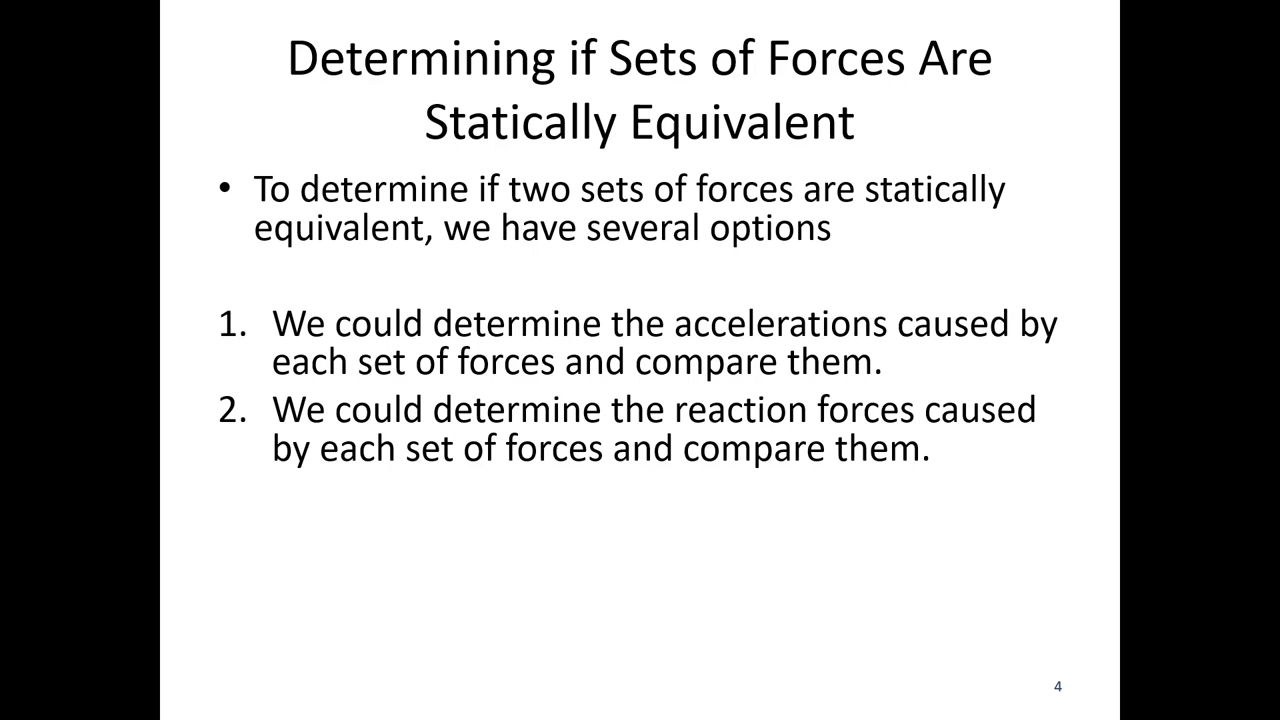 Determining if Sets of Forces Are
Statically Equivalent
• To determine if two sets of forces are statically
equivalent, we have several options
1. We could determine the accelerations caused by
each set of forces and compare them.
2. We could determine the reaction forces caused
by each set of forces and compare them.
4